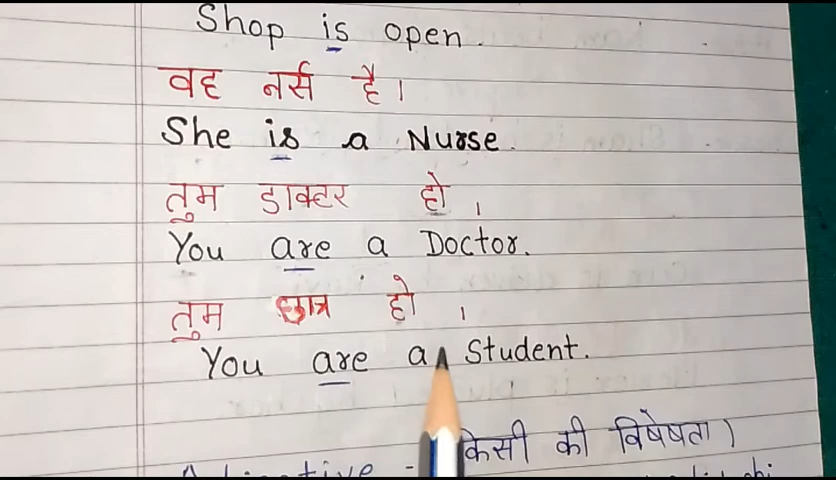 Shop is open.
वह नर्स है।
She is a Nurse.
तुम डाक्टर हो ।
You are a Doctor.
तुम छात्र हो ।
You are a Student.
किसी की विषेषता)